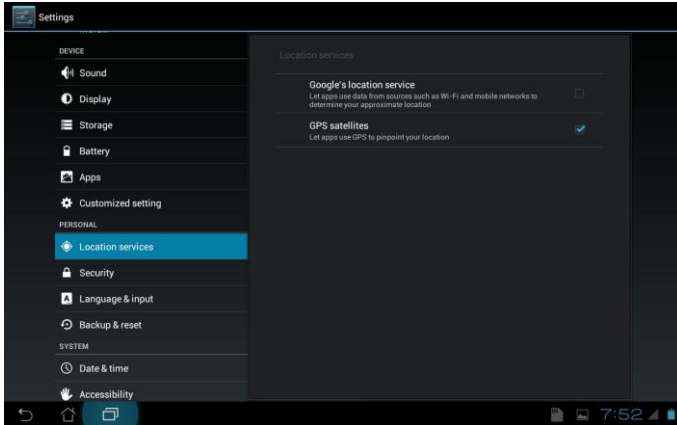 Settings
DEVICE
Sound
Display
Storage
Battery
Apps
Customized setting
PERSONAL
Location services
Security
Language & input
Backup & reset
SYSTEM
Date & time
Accessibility
Location services
Google's location service
Let apps use data from sources such as Wi-Fi and mobile networks to
determine your approximate location
GPS satellites
Let apps use GPS to pinpoint your location
7:52